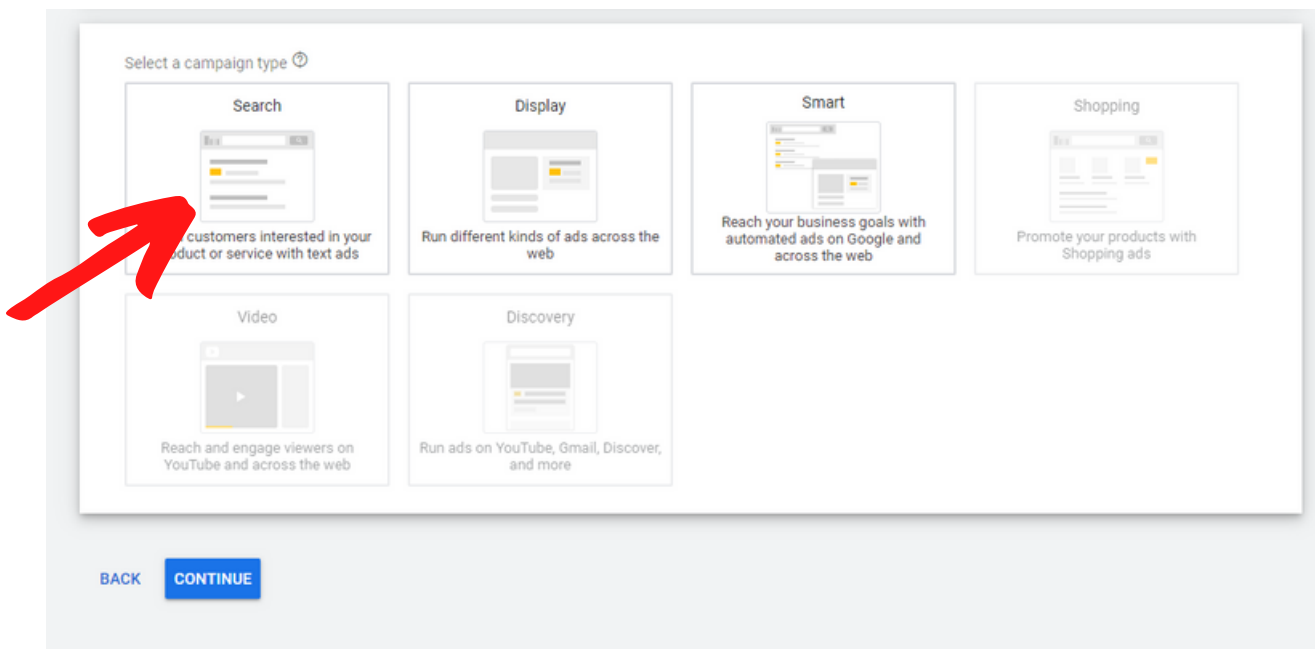 Select a campaign type ?
Search
customers interested in your
product or service with text ads
Display
Run different kinds of ads across the
web
Smart
Reach your business goals with
automated ads on Google and
across the web
Shopping
Promote your products with
Shopping ads
Video
Reach and engage viewers on
YouTube and across the web
Discovery
Run ads on YouTube, Gmail, Discover,
and more
BACK
CONTINUE